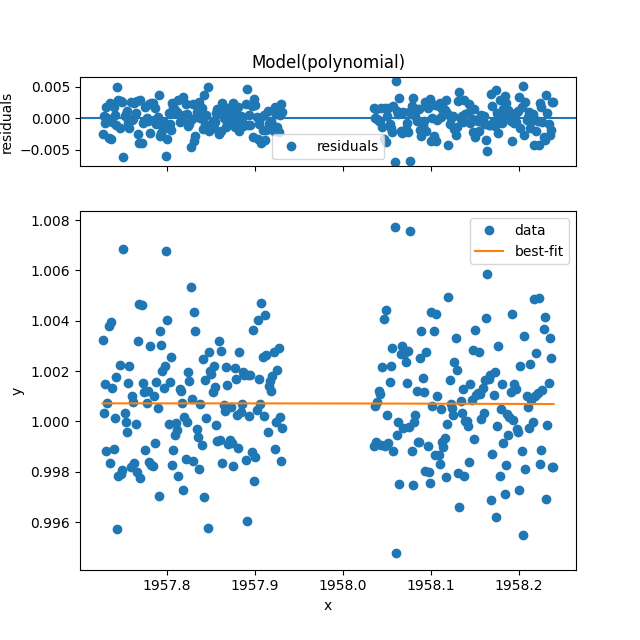 Model(polynomial)
residuals
0.005
0.000
−0.005
residuals
y
1.008
1.006
1.004
1.002
1.000
0.998
0.996
data
best-fit
1957.8 1957.9 1958.0 1958.1 1958.2
x